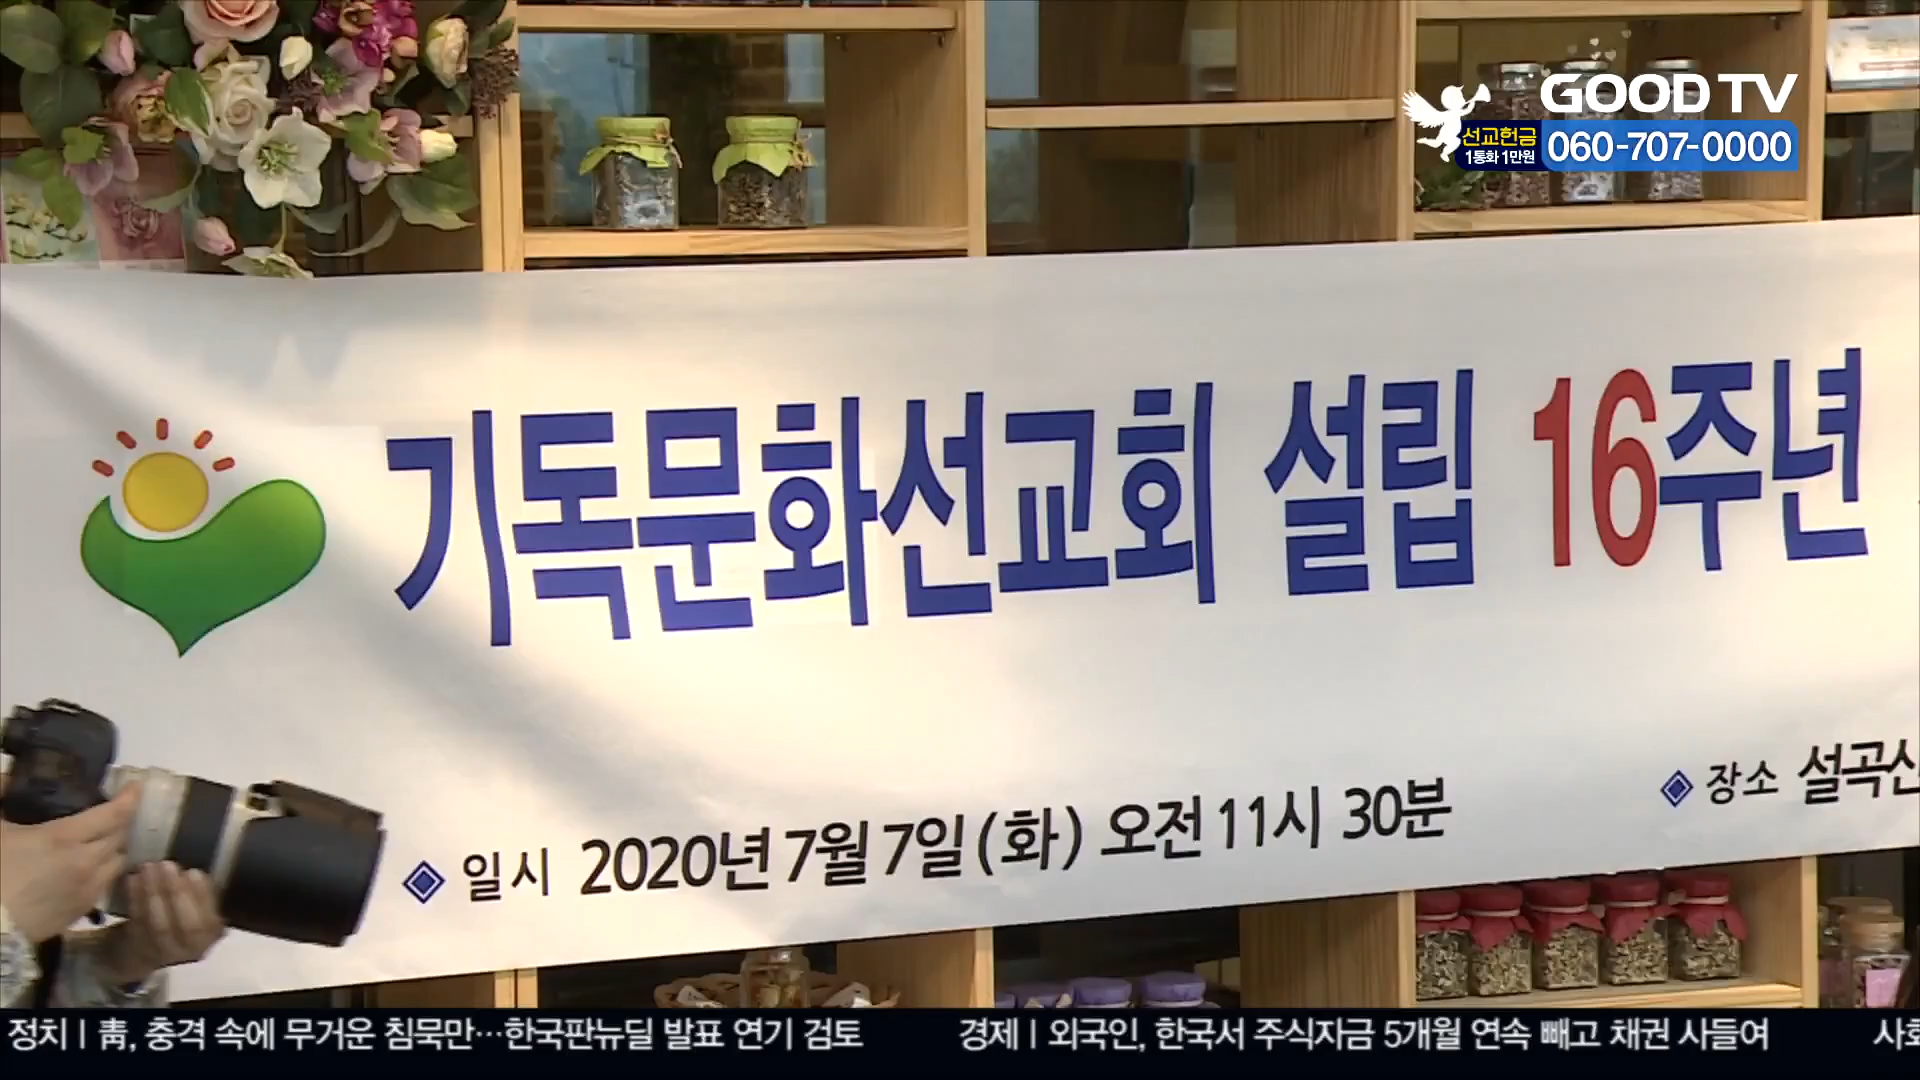 GOOD TV
선교헌금
1통화 1만원
060-707-0000
기독문화선교회 설립 16주년
일시 2020년 7월 7일 (화) 오전 11시 30분
장소 설곡산
정치 | 靑, 충격 속에 무거운 침묵만…한국판뉴딜 발표 연기 검토
경제 | 외국인, 한국서 주식자금 5개월 연속 빼고 채권 사들여
사회